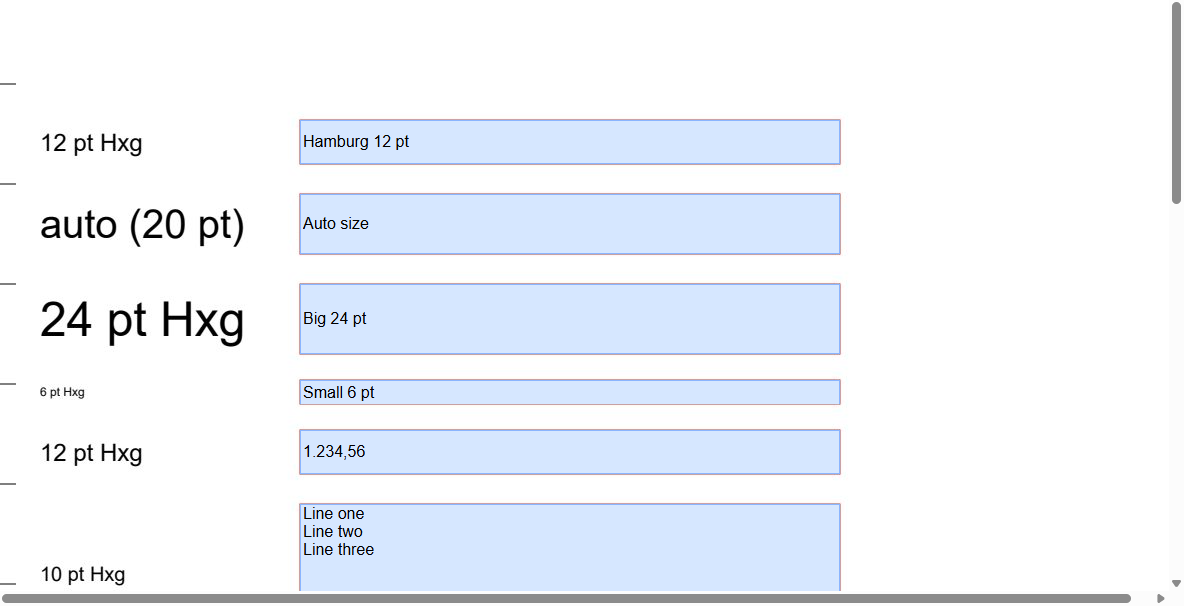 12 pt Hxg
Hamburg 12 pt
auto (20 pt)
Auto size
24 pt Hxg
Big 24 pt
6 pt Hxg
Small 6 pt
12 pt Hxg
1.234,56
Line one
Line two
Line three
10 pt Hxg